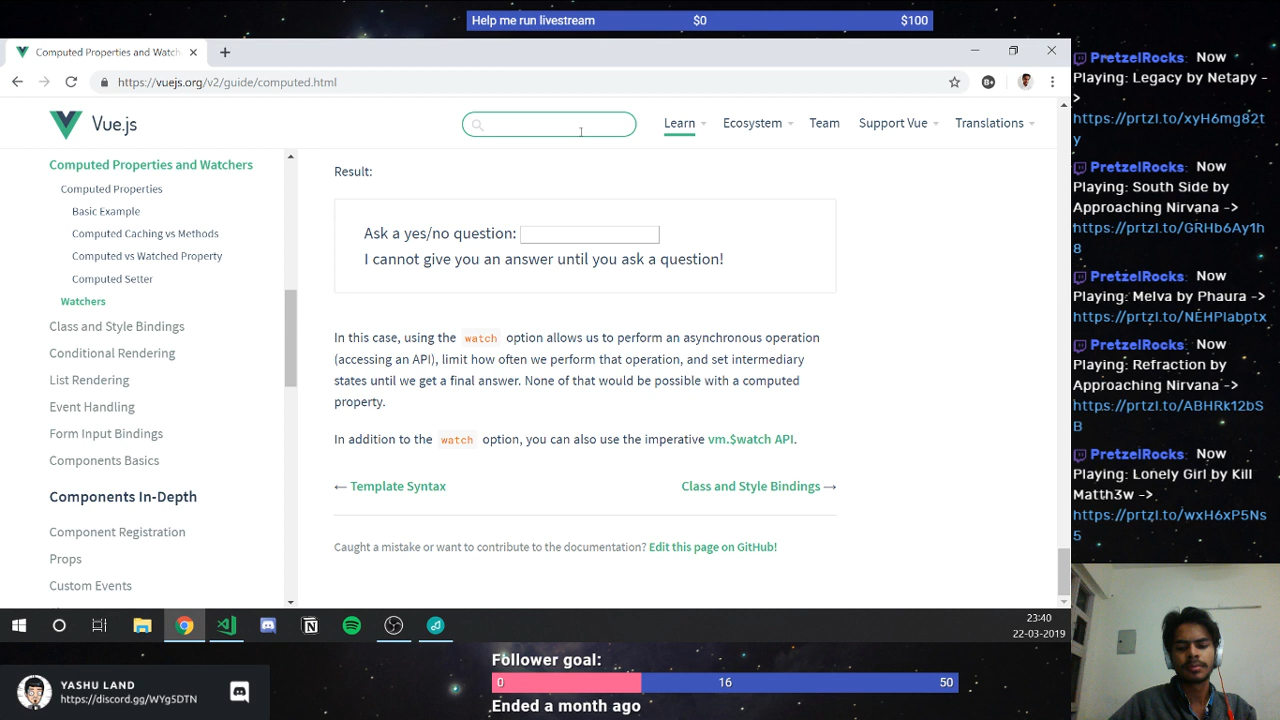 Help me run livestream $0 $100
Computed Properties and Watch
https://vuejs.org/v2/guide/computed.html
Vue.js
Learn
Ecosystem
Team
Support Vue
Translations
Computed Properties and Watchers
Computed Properties
Basic Example
Computed Caching vs Methods
Computed vs Watched Property
Computed Setter
Watchers
Class and Style Bindings
Conditional Rendering
List Rendering
Event Handling
Form Input Bindings
Components Basics
Components In-Depth
Component Registration
Props
Custom Events
Result:
Ask a yes/no question:
I cannot give you an answer until you ask a question!
In this case, using the watch option allows us to perform an asynchronous operation
(accessing an API), limit how often we perform that operation, and set intermediary
states until we get a final answer. None of that would be possible with a computed
property.
In addition to the watch option, you can also use the imperative vm.$watch API.
← Template Syntax
Class and Style Bindings →
Caught a mistake or want to contribute to the documentation? Edit this page on GitHub!
PretzelRocks: Now
Playing: Legacy by Netapy -
>
https://prtzl.to/xyH6mg82t
y
PretzelRocks: Now
Playing: South Side by
Approaching Nirvana ->
https://prtzl.to/GRHb6Ay1h
8
PretzelRocks: Now
Playing: Melva by Phaura ->
https://prtzl.to/NEHPIabptx
PretzelRocks: Now
Playing: Refraction by
Approaching Nirvana->
https://prtzl.to/ABHRk12bS
B
PretzelRocks: Now
Playing: Lonely Girl by Kill
Matth3w ->
https://prtzl.to/wxH6xP5Ns
5
23:40
22-03-2019
YASHU LAND
https://discord.gg/WYg5DTN
Follower goal:
0 16 50
Ended a month ago